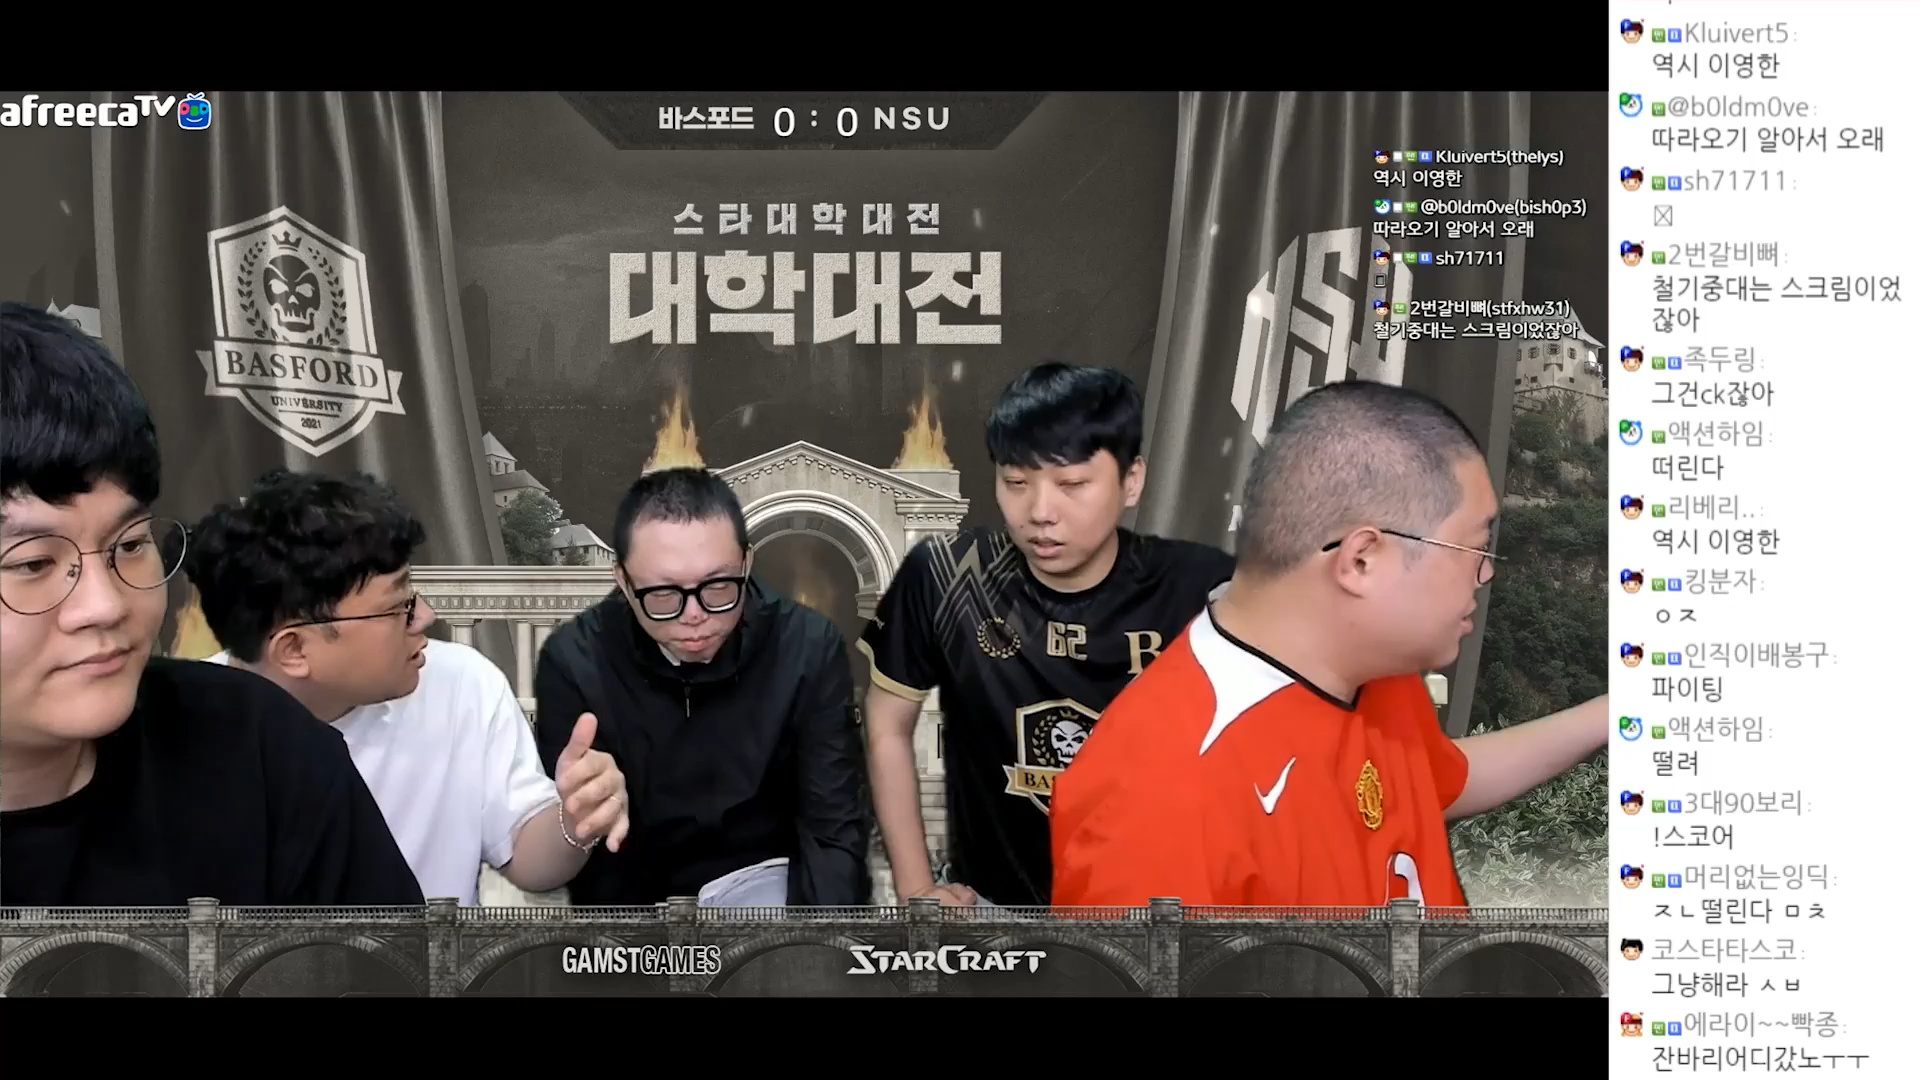 afreecaTV
바스포드 0 : 0 NSU
스타대학대전
대학대전
BASFORD
UNIVERSITY
2021
Kluivert5(thelys)
역시 이영한
@b0ldm0ve(bish0p3)
따라오기 알아서 오래
sh71711
2번갈비뼈(stfxhw31)
철기중대는 스크림이었잖아
62
B
BA
GAMSTGAMES
STARCRAFT
Kluivert5:
역시 이영한
@b0ldm0ve:
따라오기 알아서 오래
sh71711:
2번갈비뼈:
철기중대는 스크림이었
잖아
족두링:
그건ck잖아
액션하임:
떠린다
리베리..:
역시 이영한
킹분자:
ㅇㅈ
인직이배봉구:
파이팅
액션하임:
떨려
3대90보리:
!스코어
머리없는잉딕:
ㅈㄴ떨린다 ㅁㅊ
코스타타스코:
그냥해라 ㅅㅂ
에라이~~빡종:
잔바리어디갔노ㅜㅜ